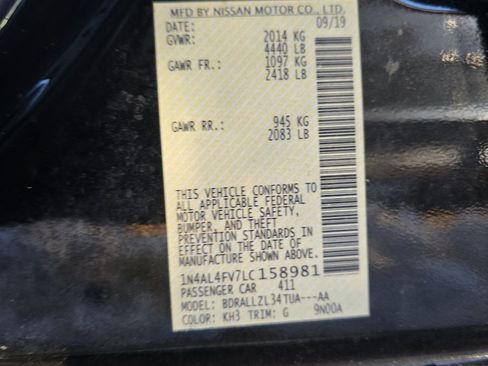 MFD BY NISSAN MOTOR CO., LTD.
DATE: 09/19
GVWR: 2014 KG
4440 LB
GAWR FR.: 1097 KG
2418 LB
GAWR RR.: 945 KG
2083 LB
THIS VEHICLE CONFORMS TO
ALL APPLICABLE FEDERAL
MOTOR VEHICLE SAFETY,
BUMPER, AND THEFT
PREVENTION STANDARDS IN
EFFECT ON THE DATE OF
MANUFACTURE SHOWN ABOVE.
1N4AL4FV7LC158981
PASSENGER CAR 411
MODEL: BDRALLZL34TUA---AA
COLOR: KH3 TRIM: G 9N00A